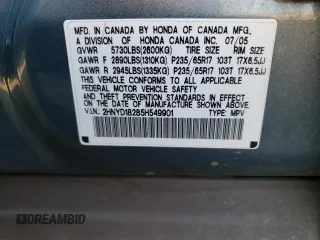 MFD. IN CANADA BY HONDA OF CANADA MFG.,
A DIVISION OF HONDA CANADA INC. 07/05
GVWR 5730LBS(2600KG) TIRE SIZE RIM SIZE
GAWR F 2890LBS(1310KG) P235/65R17 103T 17X6.5JJ
GAWR R 2945LBS(1335KG) P235/65R17 103T 17X6.5JJ
THIS VEHICLE CONFORMS TO ALL APPLICABLE
FEDERAL MOTOR VEHICLE SAFETY AND
THEFT PREVENTION STANDARDS IN EFFECT ON
THE DATE OF MANUFACTURE SHOWN ABOVE.
V.I.N.: 2HNYD18285H549901 TYPE: MPV
© IDRIVEANDBID